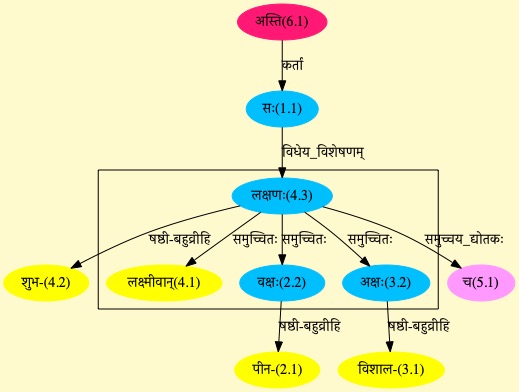 अस्ति(6.1)
कर्ता
सः(1.1)
विधेय_विशेषणम्
लक्षणः(4.3)
षष्ठी-बहुव्रीहि समुच्चितः समुच्चितः समुच्चितः समुच्चय_द्योतकः
शुभ-(4.2) लक्ष्मीवान्(4.1) वक्षः(2.2) अक्षः(3.2) च(5.1)
षष्ठी-बहुव्रीहि षष्ठी-बहुव्रीहि
पीन-(2.1) विशाल-(3.1)